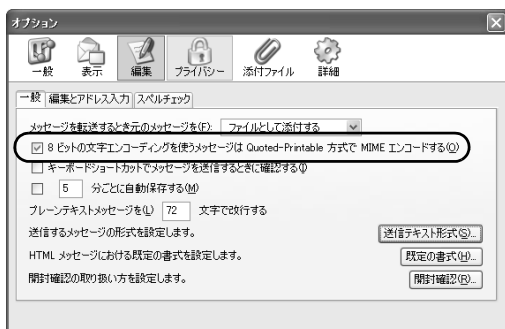 オプション
一般 表示 編集 プライバシー 添付ファイル 詳細
一般 編集とアドレス入力 スペルチェック
メッセージを転送するとき元のメッセージを(F): ファイルとして添付する
8 ビットの文字エンコーディングを使うメッセージは Quoted-Printable 方式で MIME エンコードする(Q)
キーボードショートカットでメッセージを送信するときに確認する(I)
5 分ごとに自動保存する(M)
プレーンテキストメッセージを(L) 72 文字で改行する
送信するメッセージの形式を設定します。 送信テキスト形式(S)...
HTML メッセージにおける既定の書式を設定します。 既定の書式(H)...
開封確認の取り扱い方を設定します。 開封確認(R)...